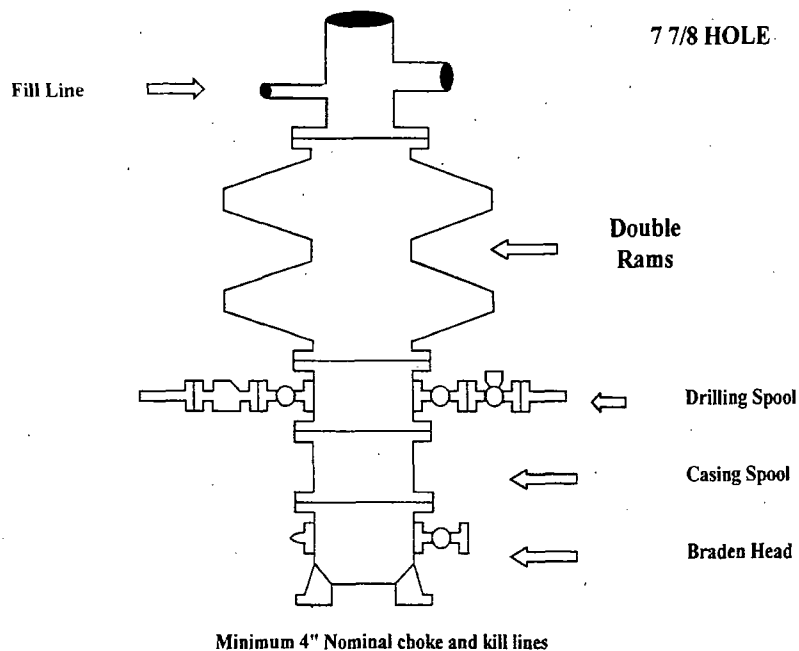 7 7/8 HOLE
Fill Line
Double
Rams
Drilling Spool
Casing Spool
Braden Head
Minimum 4" Nominal choke and kill lines